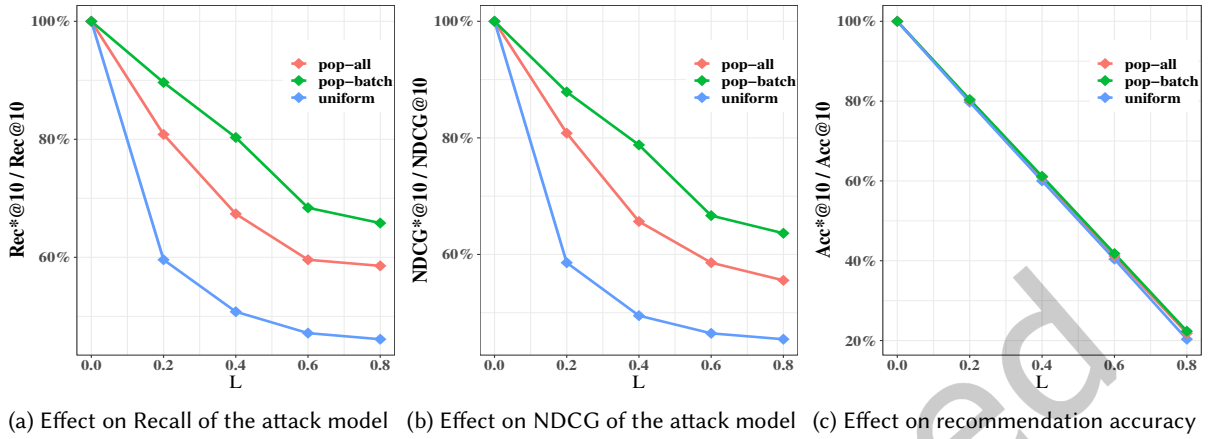 100%
80%
60%
Rec*@10 / Rec@10
pop-all
pop-batch
uniform
0.0 0.2 0.4 0.6 0.8
L
(a) Effect on Recall of the attack model
100%
80%
60%
NDCG*@10 / NDCG@10
pop-all
pop-batch
uniform
0.0 0.2 0.4 0.6 0.8
L
(b) Effect on NDCG of the attack model
100%
80%
60%
40%
20%
Acc*@10 / Acc@10
pop-all
pop-batch
uniform
0.0 0.2 0.4 0.6 0.8
L
(c) Effect on recommendation accuracy
ed